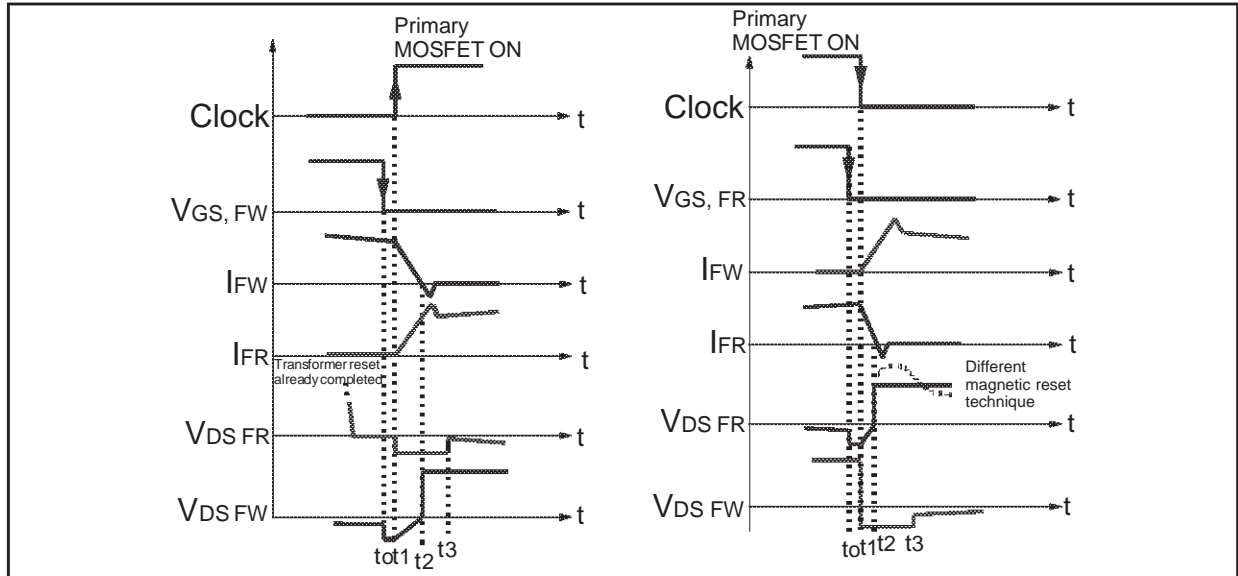 Primary
MOSFET ON
Clock
t
VGS, FW
t
IFW
t
IFR
t
Transformer reset
already completed
VDS FR
t
VDS FW
t
tot1
t2
t3
Primary
MOSFET ON
Clock
t
VGS, FR
t
IFW
t
IFR
t
Different
magnetic reset
technique
VDS FR
t
VDS FW
t
tot1
t2
t3